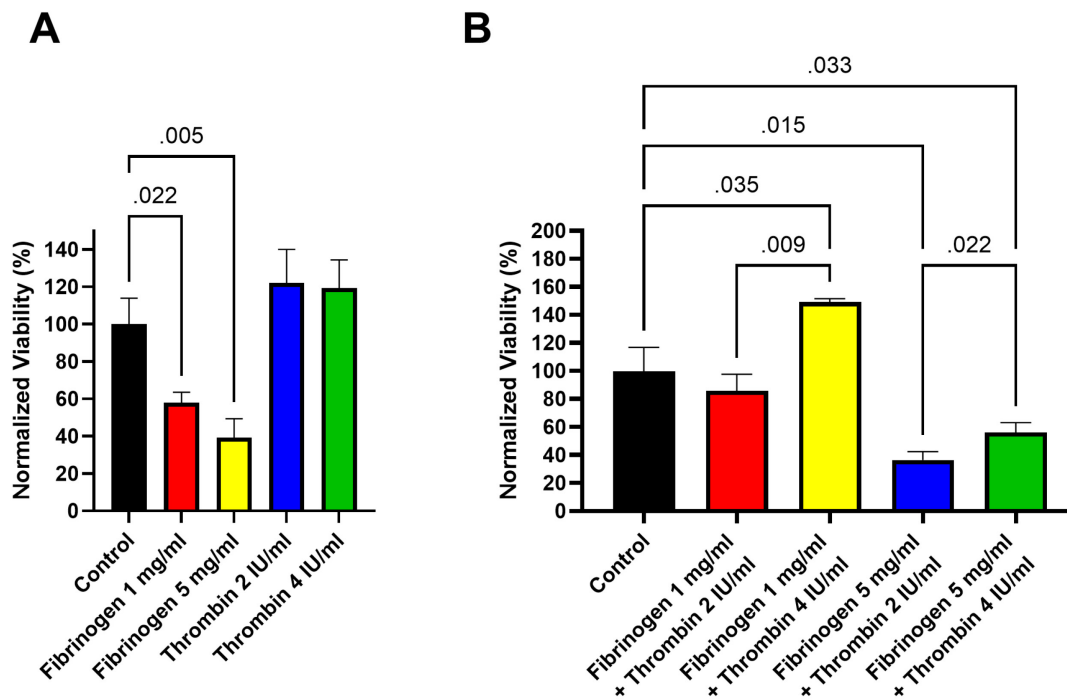 A
.005
.022
Normalized Viability (%)
140
120
100
80
60
40
20
0
Control
Fibrinogen 1 mg/ml
Fibrinogen 5 mg/ml
Thrombin 2 IU/ml
Thrombin 4 IU/ml
B
.033
.015
.035
.009
.022
Normalized Viability (%)
200
180
160
140
120
100
80
60
40
20
0
Control
Fibrinogen 1 mg/ml
+ Thrombin 2 IU/ml
Fibrinogen 1 mg/ml
+ Thrombin 4 IU/ml
Fibrinogen 5 mg/ml
+ Thrombin 2 IU/ml
Fibrinogen 5 mg/ml
+ Thrombin 4 IU/ml